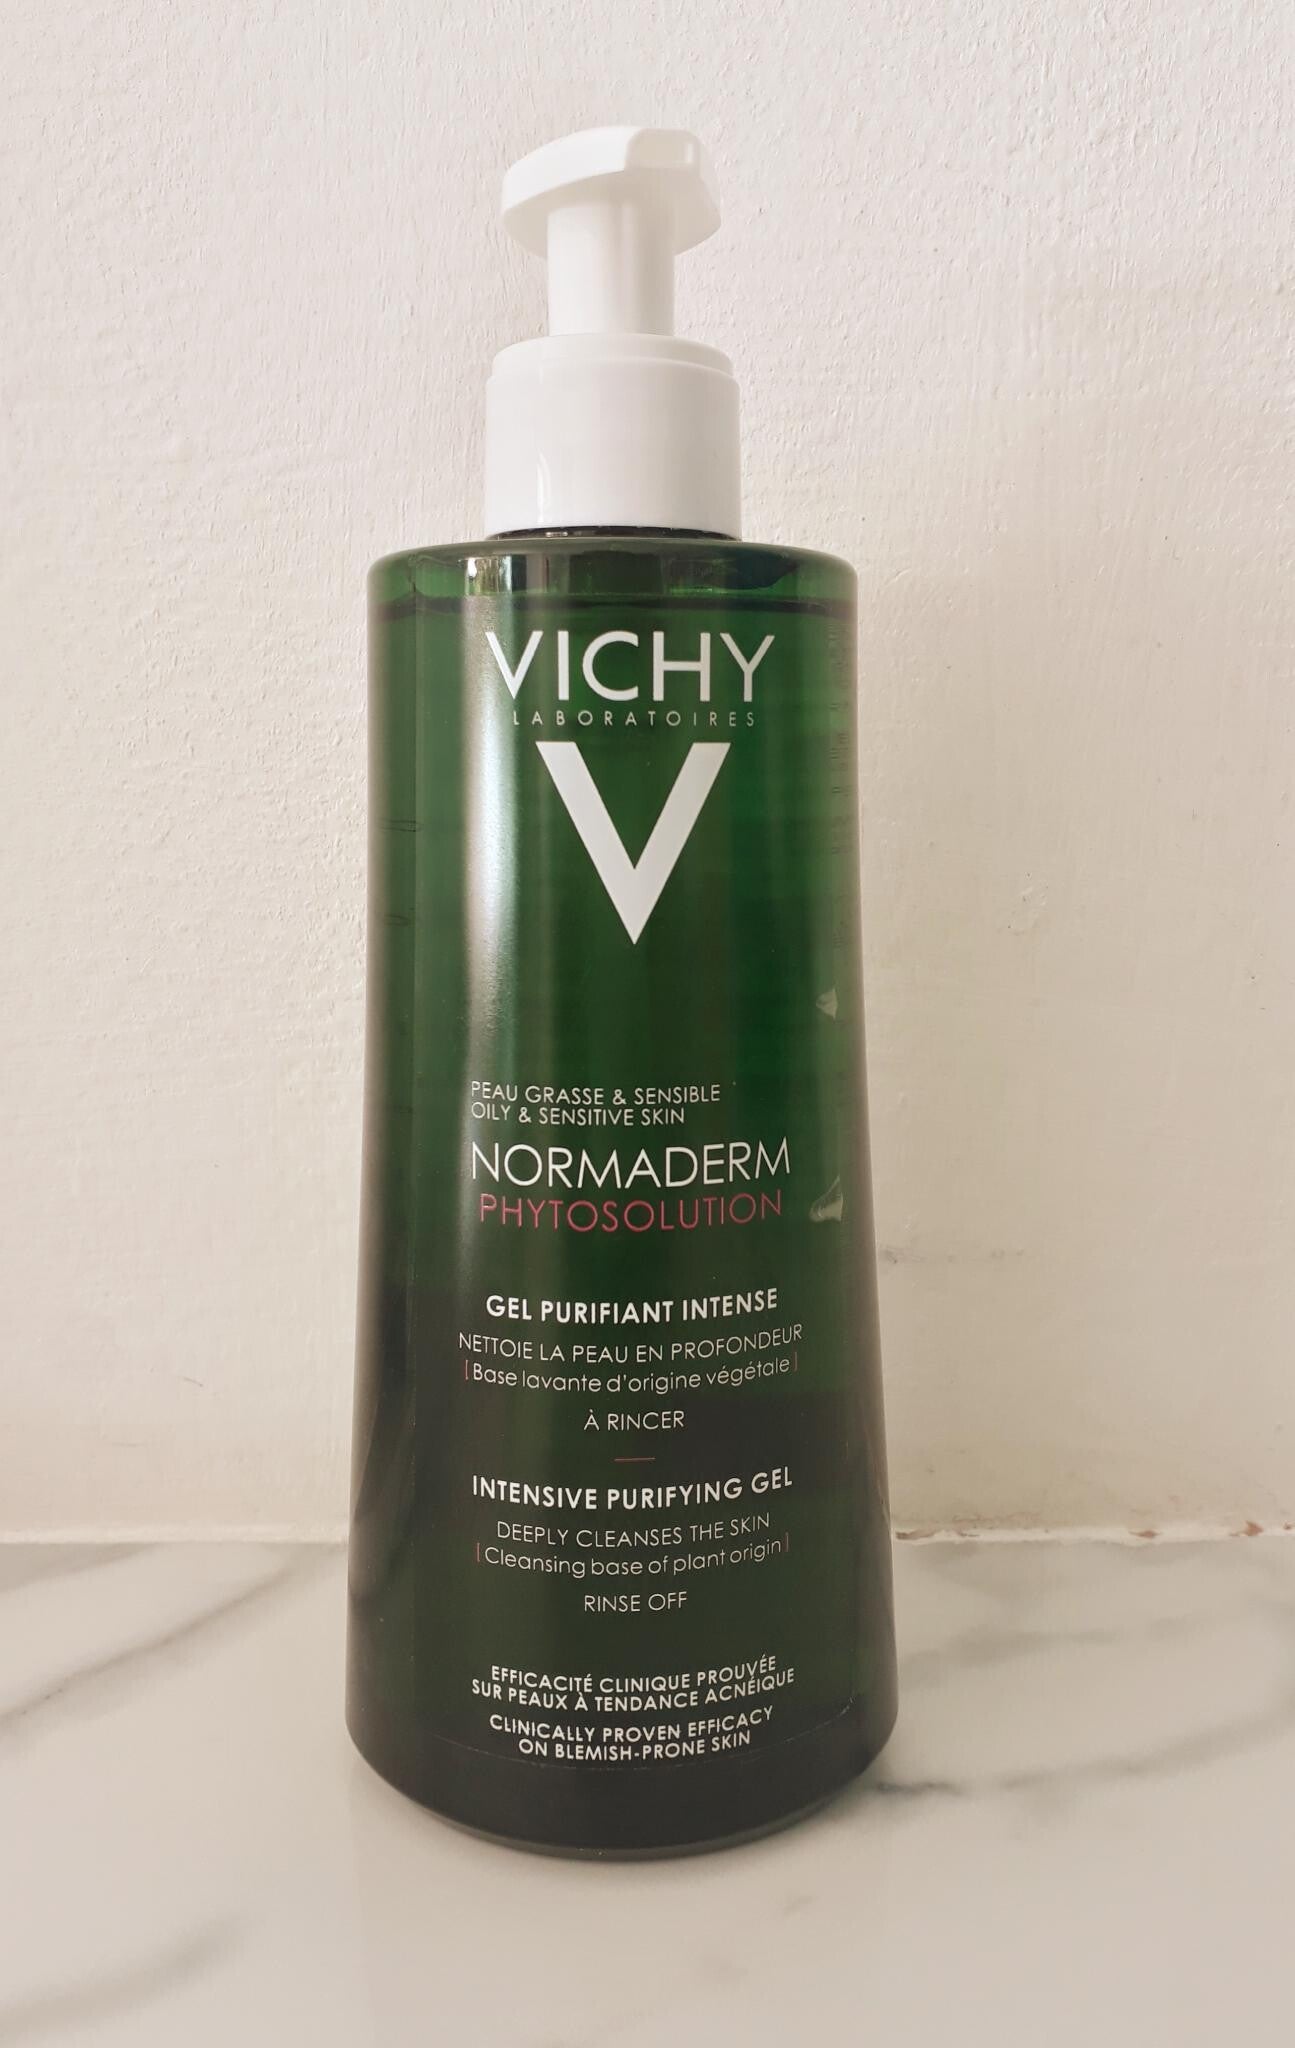 VICHY
LABORATOIRES
V
PEAU GRASSE & SENSIBLE
OILY & SENSITIVE SKIN
NORMADERM
PHYTOSOLUTION
GEL PURIFIANT INTENSE
NETTOIE LA PEAU EN PROFONDEUR
[Base lavante d'origine végétale]
À RINCER
INTENSIVE PURIFYING GEL
DEEPLY CLEANSES THE SKIN
[Cleansing base of plant origin]
RINSE OFF
EFFICACITÉ CLINIQUE PROUVÉE
SUR PEAUX À TENDANCE ACNÉIQUE
CLINICALLY PROVEN EFFICACY
ON BLEMISH-PRONE SKIN